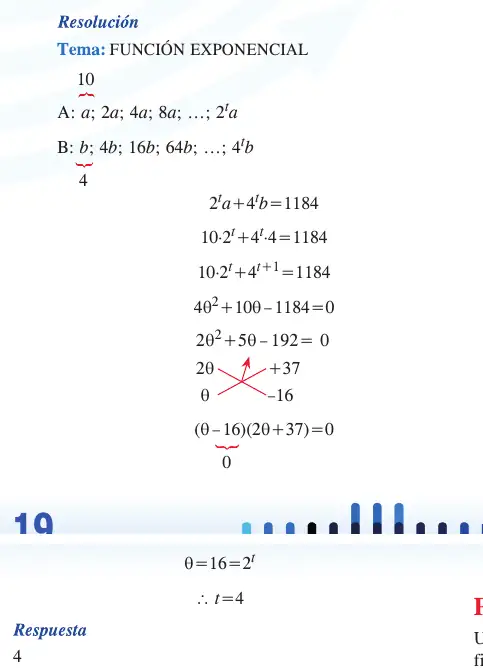 Resolución
Tema: FUNCIÓN EXPONENCIAL
10
A: a; 2a; 4a; 8a; …; 2ᵗa
B: b; 4b; 16b; 64b; …; 4ᵗb
4
2ᵗa+4ᵗb=1184
10·2ᵗ+4ᵗ·4=1184
10·2ᵗ+4ᵗ⁺¹=1184
4θ²+10θ – 1184=0
2θ²+5θ – 192= 0
2θ +37
θ –16
(θ – 16)(2θ+37)=0
0
19
θ=16=2ᵗ
∴ t=4
Respuesta
4